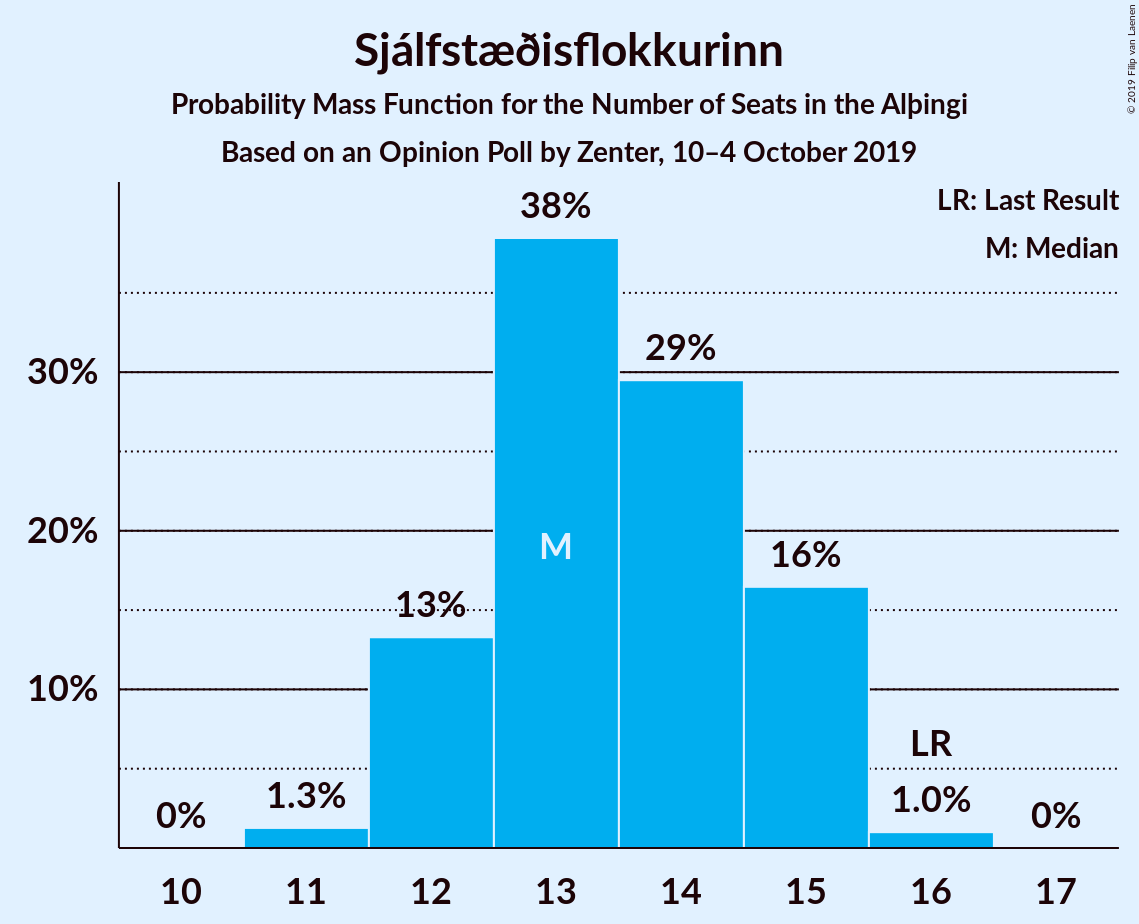 Sjálfstæðisflokkurinn
Probability Mass Function for the Number of Seats in the Alþingi
Based on an Opinion Poll by Zenter, 10–4 October 2019
© 2019 Filip van Laenen
LR: Last Result
M: Median
38%
29%
16%
13%
1.3%
1.0%
0%
0%
M
LR
30%
20%
10%
10 11 12 13 14 15 16 17